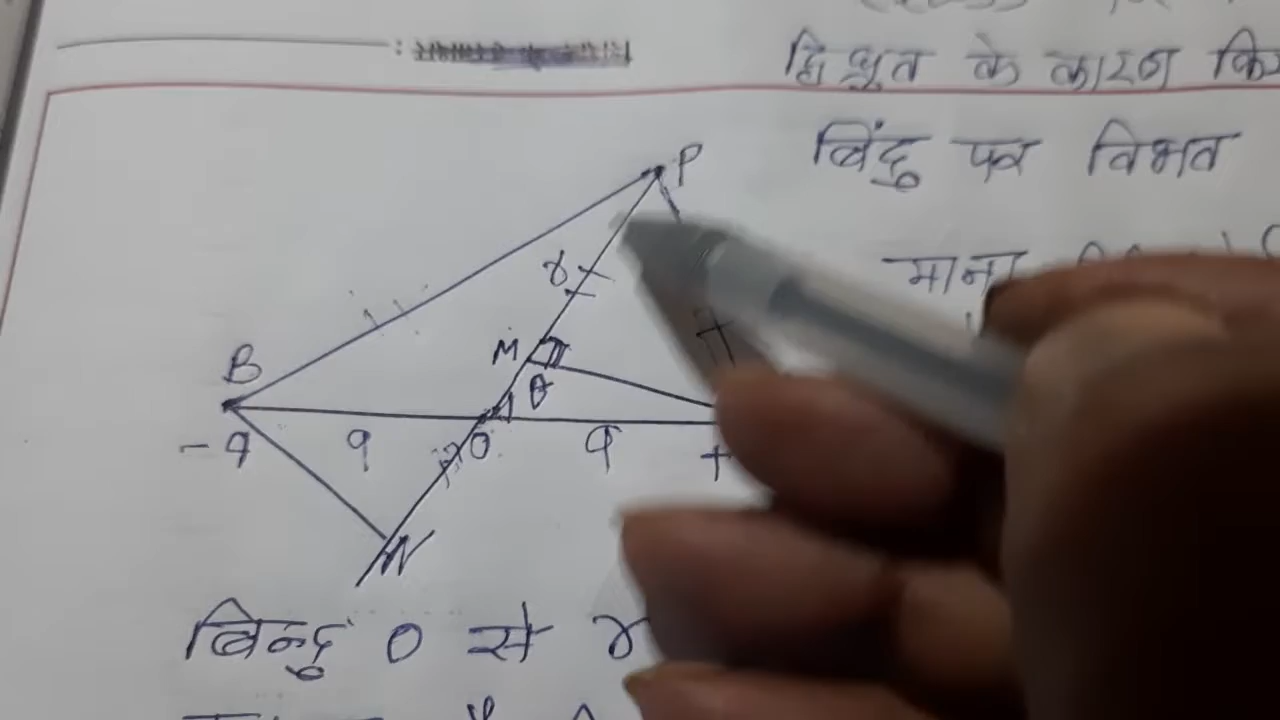 द्विध्रुव के कारण
बिंदु पर विभव
P
माना
r
M
B
θ
- q q O q +
N
बिन्दु O से r